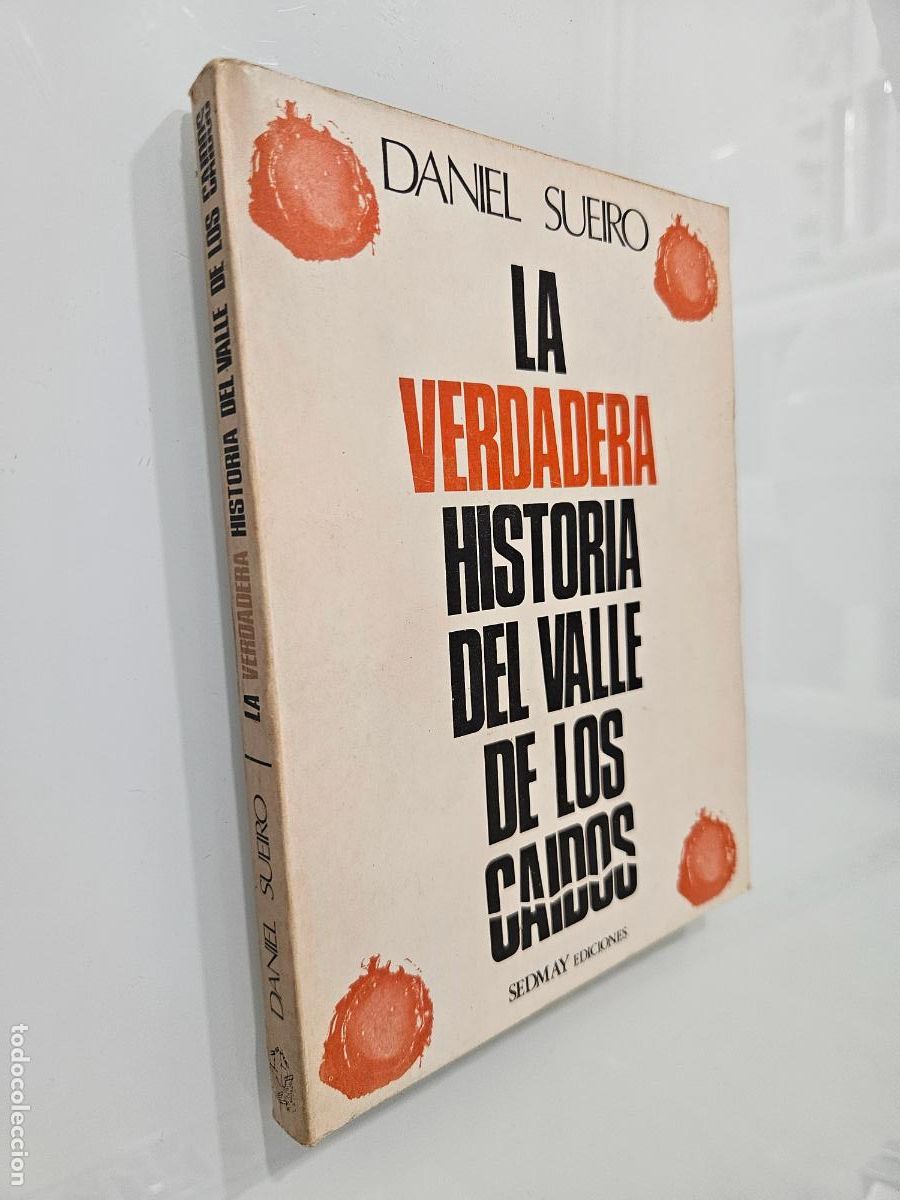 DANIEL SUEIRO
LA
VERDADERA
HISTORIA
DEL VALLE
DE LOS
CAIDOS
SEDMAY EDICIONES
DANIEL SUEIRO / LA VERDADERA HISTORIA DEL VALLE DE LOS CAIDOS
todocoleccion